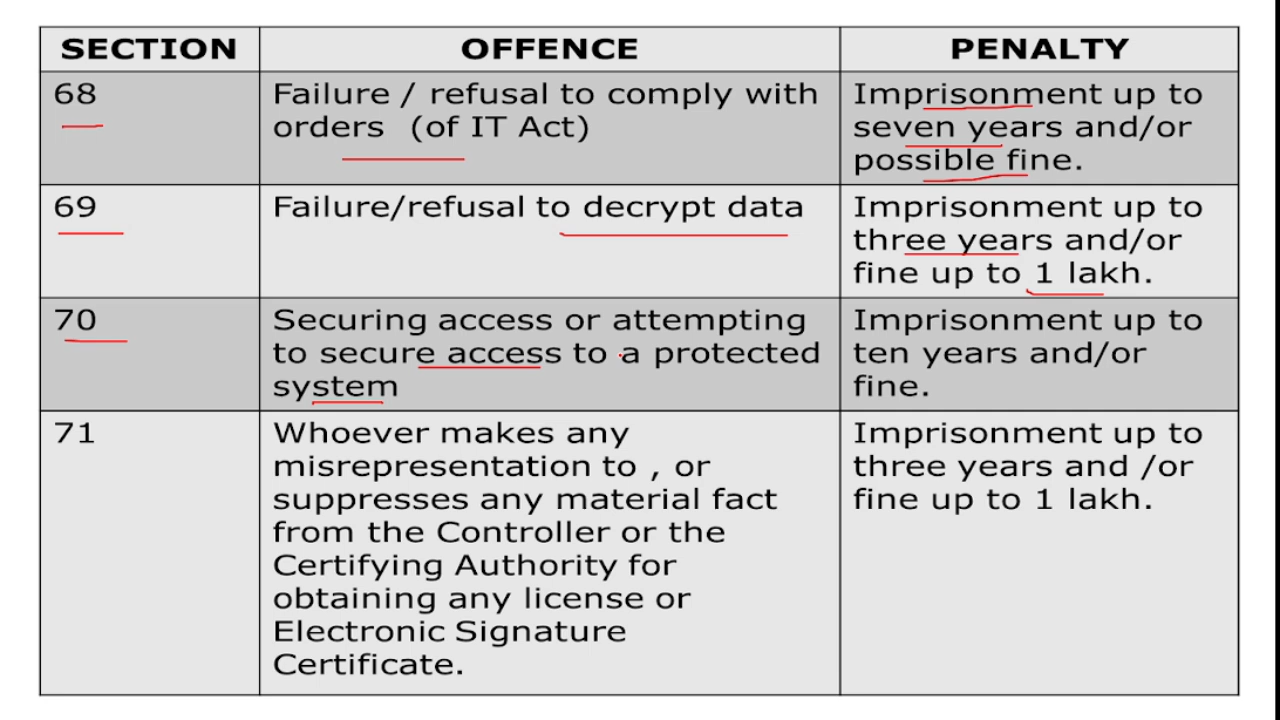 SECTION OFFENCE PENALTY
68
Failure / refusal to comply with
orders (of IT Act)
Imprisonment up to
seven years and/or
possible fine.
69
Failure/refusal to decrypt data
Imprisonment up to
three years and/or
fine up to 1 lakh.
70
Securing access or attempting
to secure access to a protected
system
Imprisonment up to
ten years and/or
fine.
71
Whoever makes any
misrepresentation to , or
suppresses any material fact
from the Controller or the
Certifying Authority for
obtaining any license or
Electronic Signature
Certificate.
Imprisonment up to
three years and /or
fine up to 1 lakh.